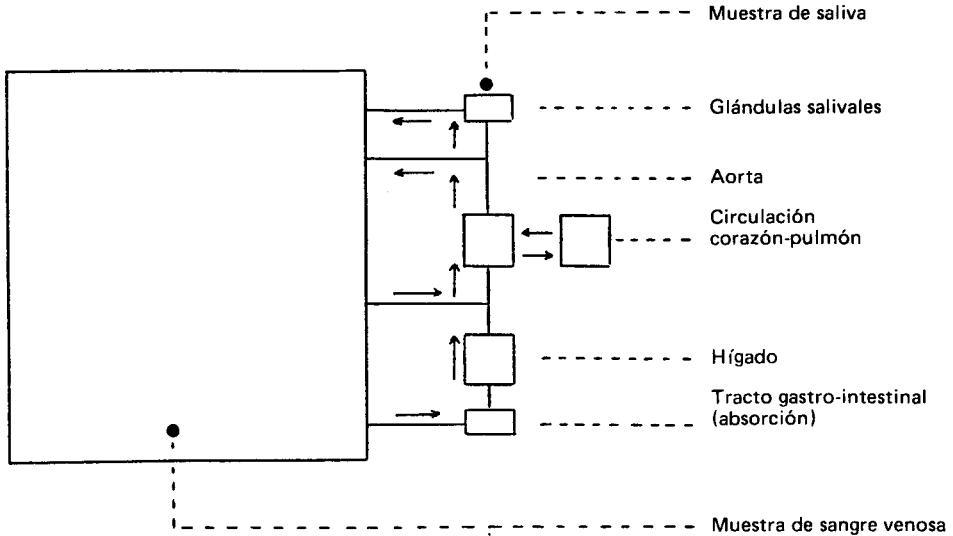 Muestra de saliva
Glándulas salivales
Aorta
Circulación
corazón-pulmón
Hígado
Tracto gastro-intestinal
(absorción)
Muestra de sangre venosa